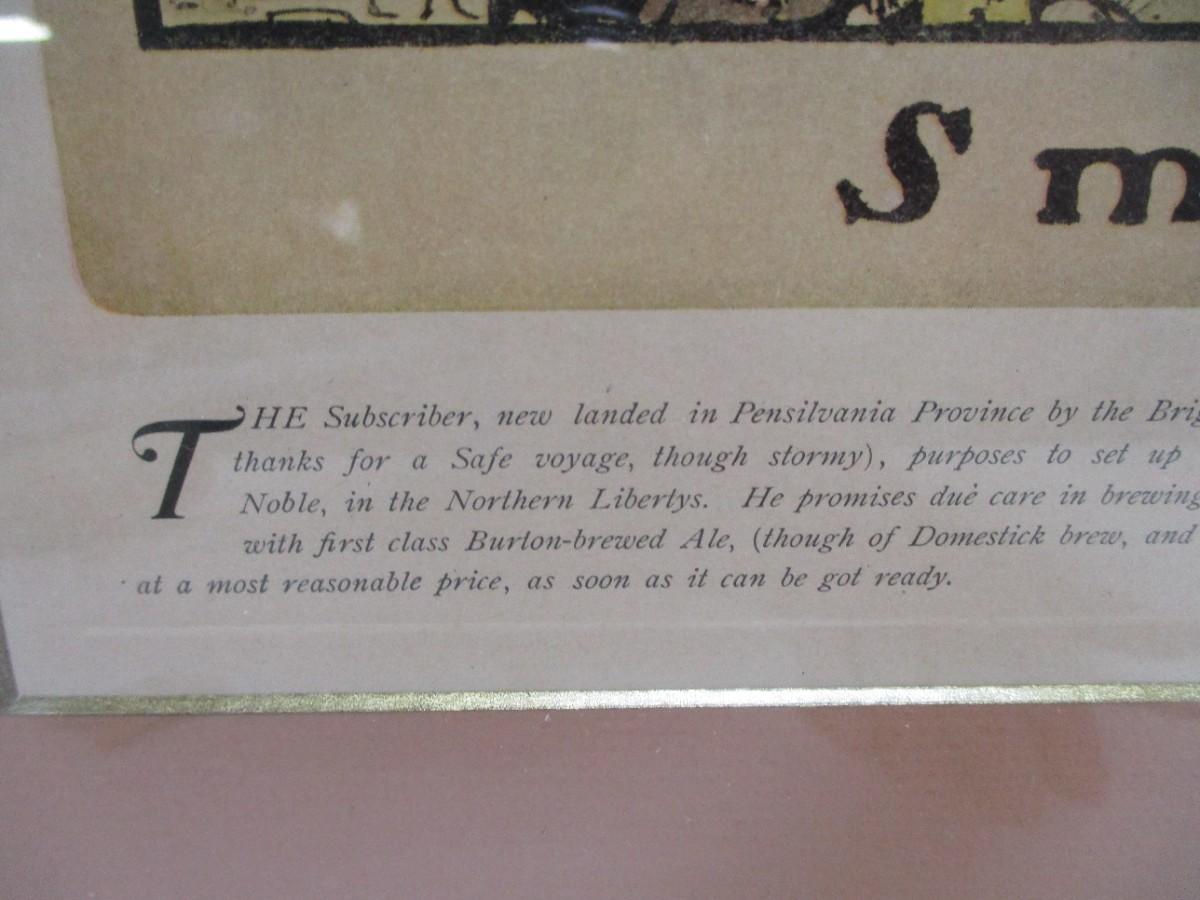 S m
THE Subscriber, new landed in Pensilvania Province by the Brig
thanks for a Safe voyage, though stormy), purposes to set up
Noble, in the Northern Libertys. He promises due care in brewing
with first class Burton-brewed Ale, (though of Domestick brew, and
at a most reasonable price, as soon as it can be got ready.